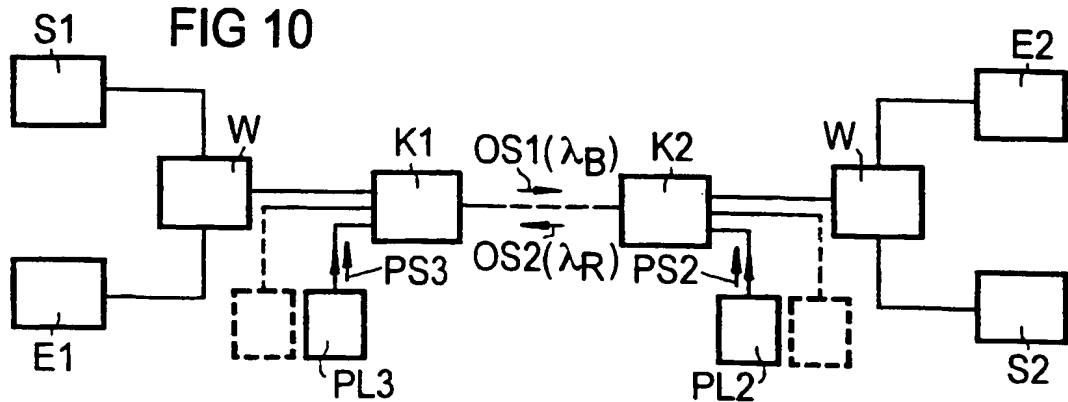 FIG 10
S1
E2
W
K1
OS1(λB)
K2
W
OS2(λR)
PS3
PS2
E1
PL3
PL2
S2